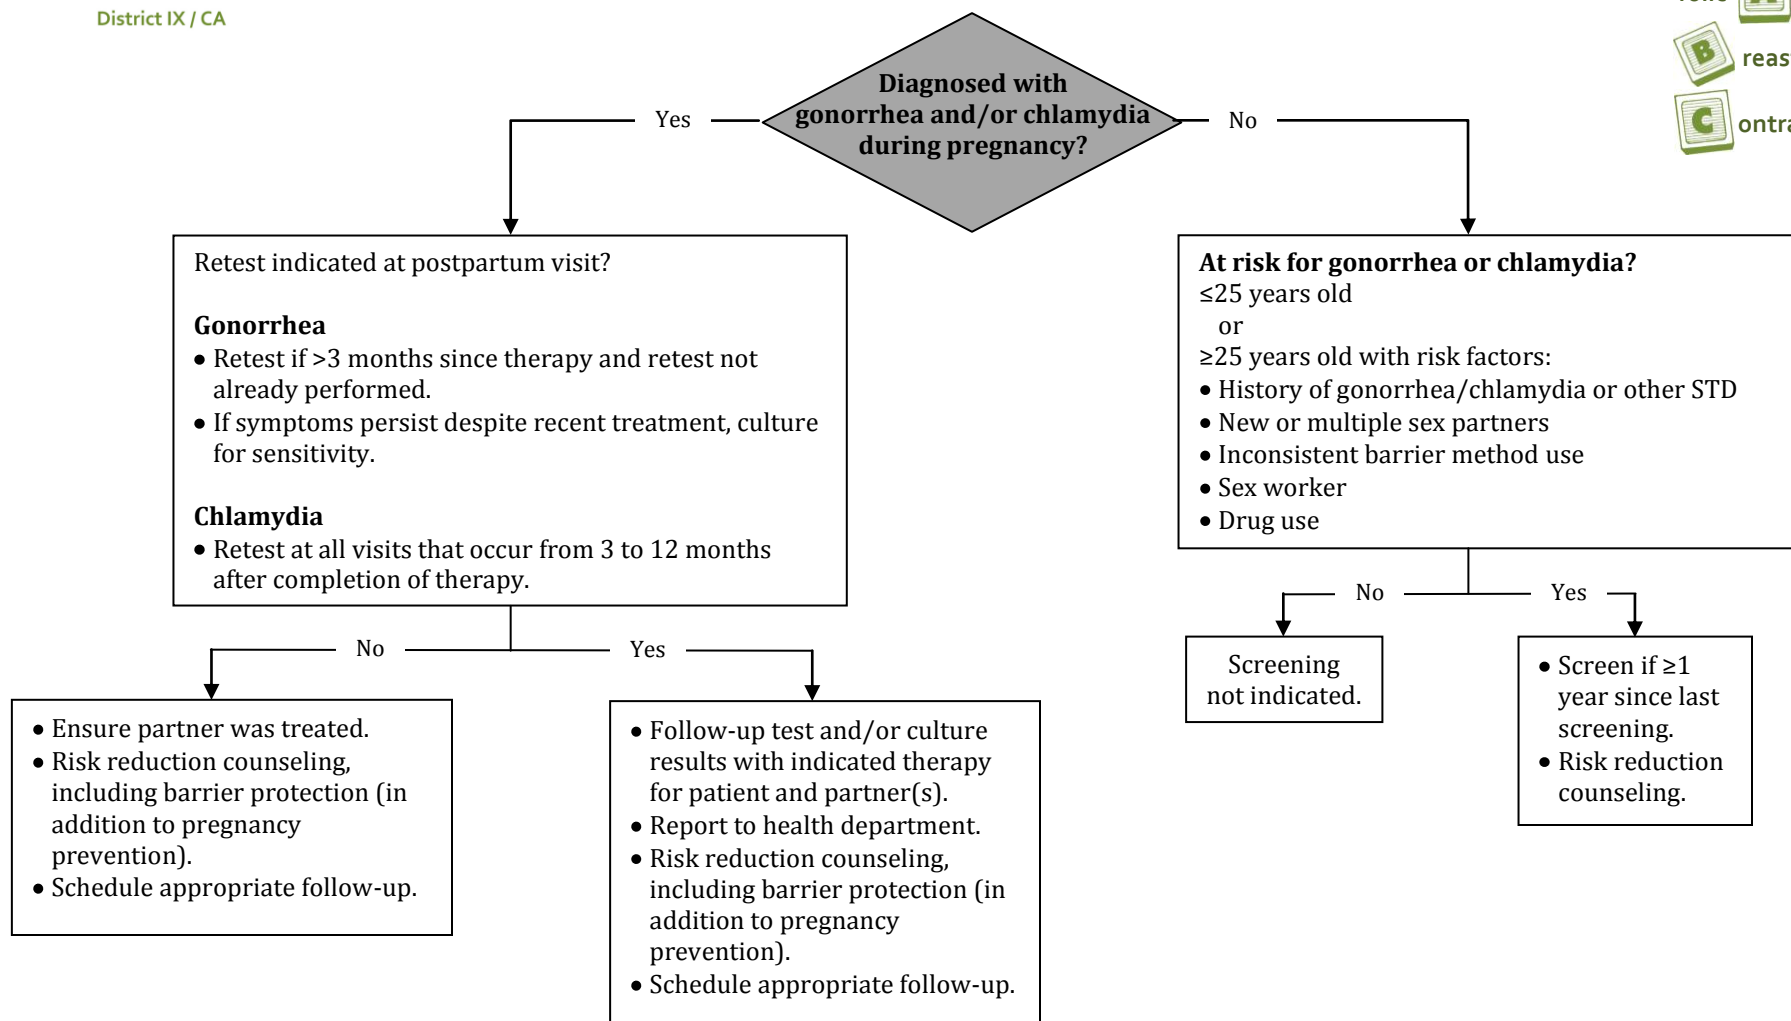 District IX / CA
A
B reas
C ontra
Diagnosed with
gonorrhea and/or chlamydia
during pregnancy?
Yes
No
Retest indicated at postpartum visit?
Gonorrhea
• Retest if >3 months since therapy and retest not
already performed.
• If symptoms persist despite recent treatment, culture
for sensitivity.
Chlamydia
• Retest at all visits that occur from 3 to 12 months
after completion of therapy.
At risk for gonorrhea or chlamydia?
≤25 years old
or
≥25 years old with risk factors:
• History of gonorrhea/chlamydia or other STD
• New or multiple sex partners
• Inconsistent barrier method use
• Sex worker
• Drug use
No
Yes
No
Yes
• Ensure partner was treated.
• Risk reduction counseling,
including barrier protection (in
addition to pregnancy
prevention).
• Schedule appropriate follow-up.
• Follow-up test and/or culture
results with indicated therapy
for patient and partner(s).
• Report to health department.
• Risk reduction counseling,
including barrier protection (in
addition to pregnancy
prevention).
• Schedule appropriate follow-up.
Screening
not indicated.
• Screen if ≥1
year since last
screening.
• Risk reduction
counseling.